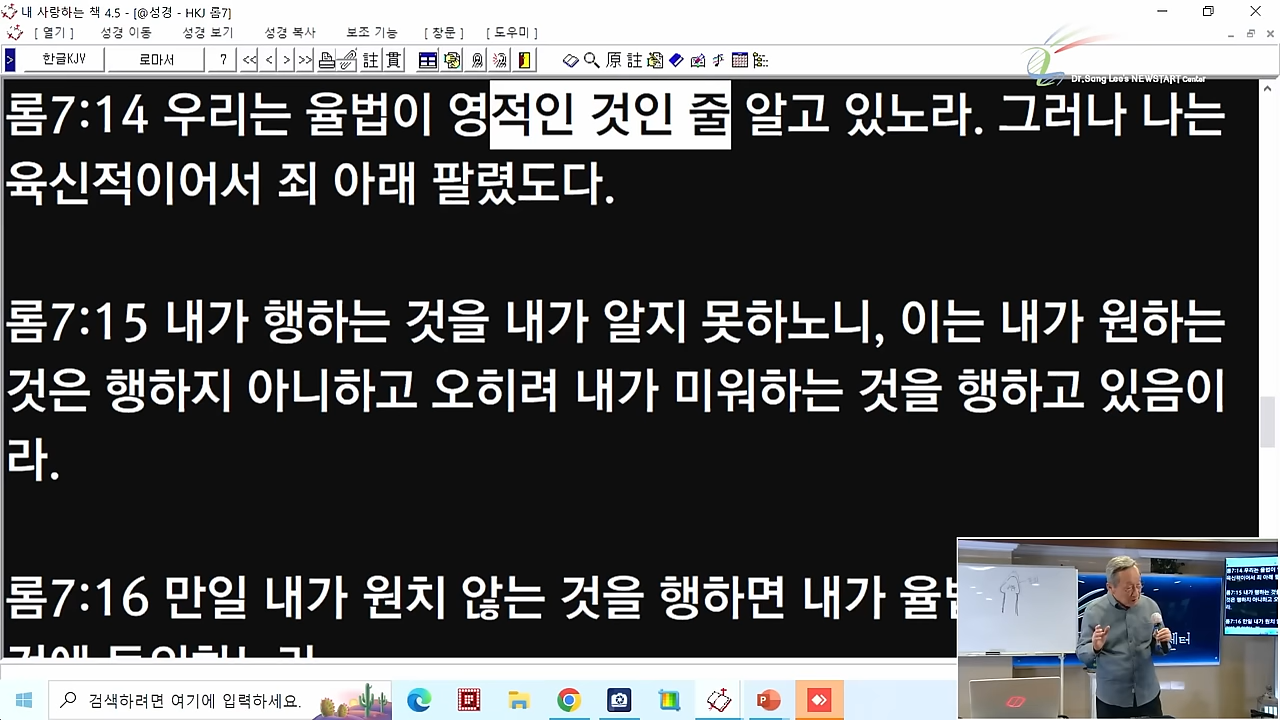 내 사랑하는 책 4.5 - [@성경 - HKJ 롬7]
[ 열기 ] 성경 이동 성경 보기 성경 복사 보조 기능 [ 창문 ] [ 도우미 ]
> 한글KJV 로마서 7 << < > >> 註 貫 原 註
Dr.Sang Lee's NEWSTART Center
롬7:14 우리는 율법이 영적인 것인 줄 알고 있노라. 그러나 나는
육신적이어서 죄 아래 팔렸도다.
롬7:15 내가 행하는 것을 내가 알지 못하노니, 이는 내가 원하는
것은 행하지 아니하고 오히려 내가 미워하는 것을 행하고 있음이
라.
롬7:16 만일 내가 원치 않는 것을 행하면 내가 율
센터
검색하려면 여기에 입력하세요.